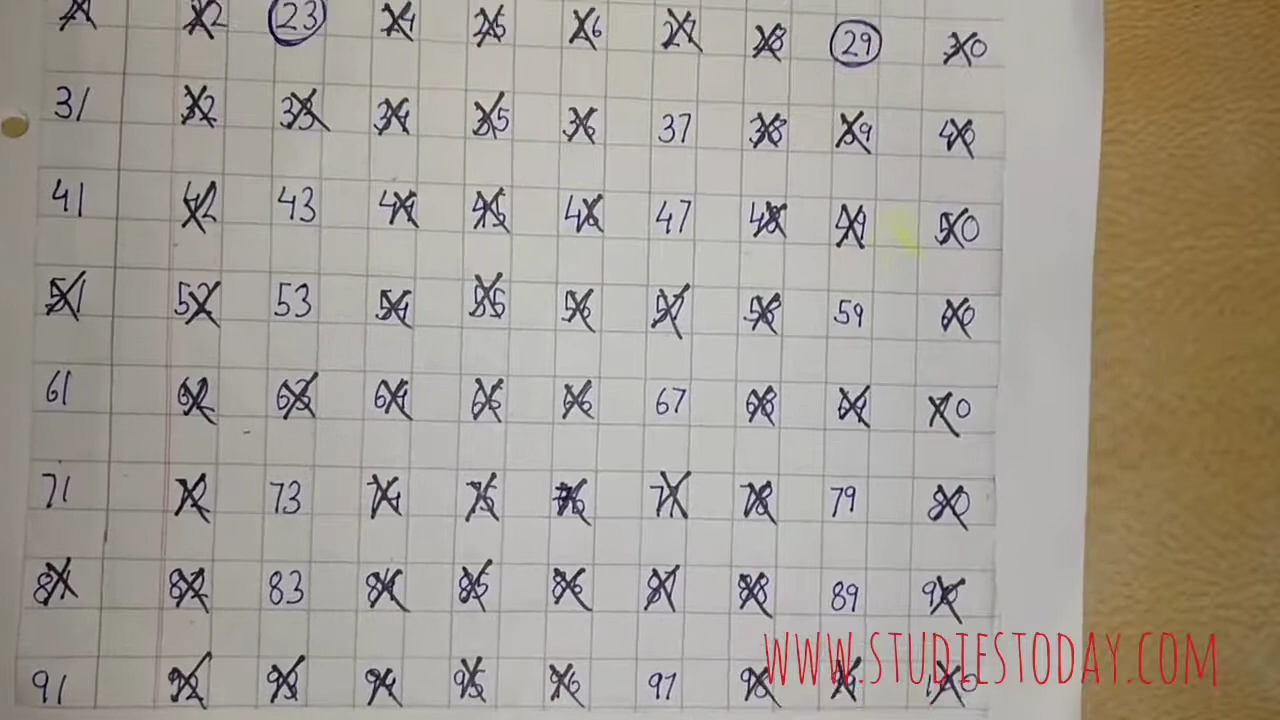 21 22 23 24 25 26 27 28 29 30
31 32 33 34 35 36 37 38 39 40
41 42 43 44 45 46 47 48 49 50
51 52 53 54 55 56 57 58 59 60
61 62 63 64 65 66 67 68 69 70
71 72 73 74 75 76 77 78 79 80
81 82 83 84 85 86 87 88 89 90
91 92 93 94 95 96 97 98 99 100
www.studiestoday.com